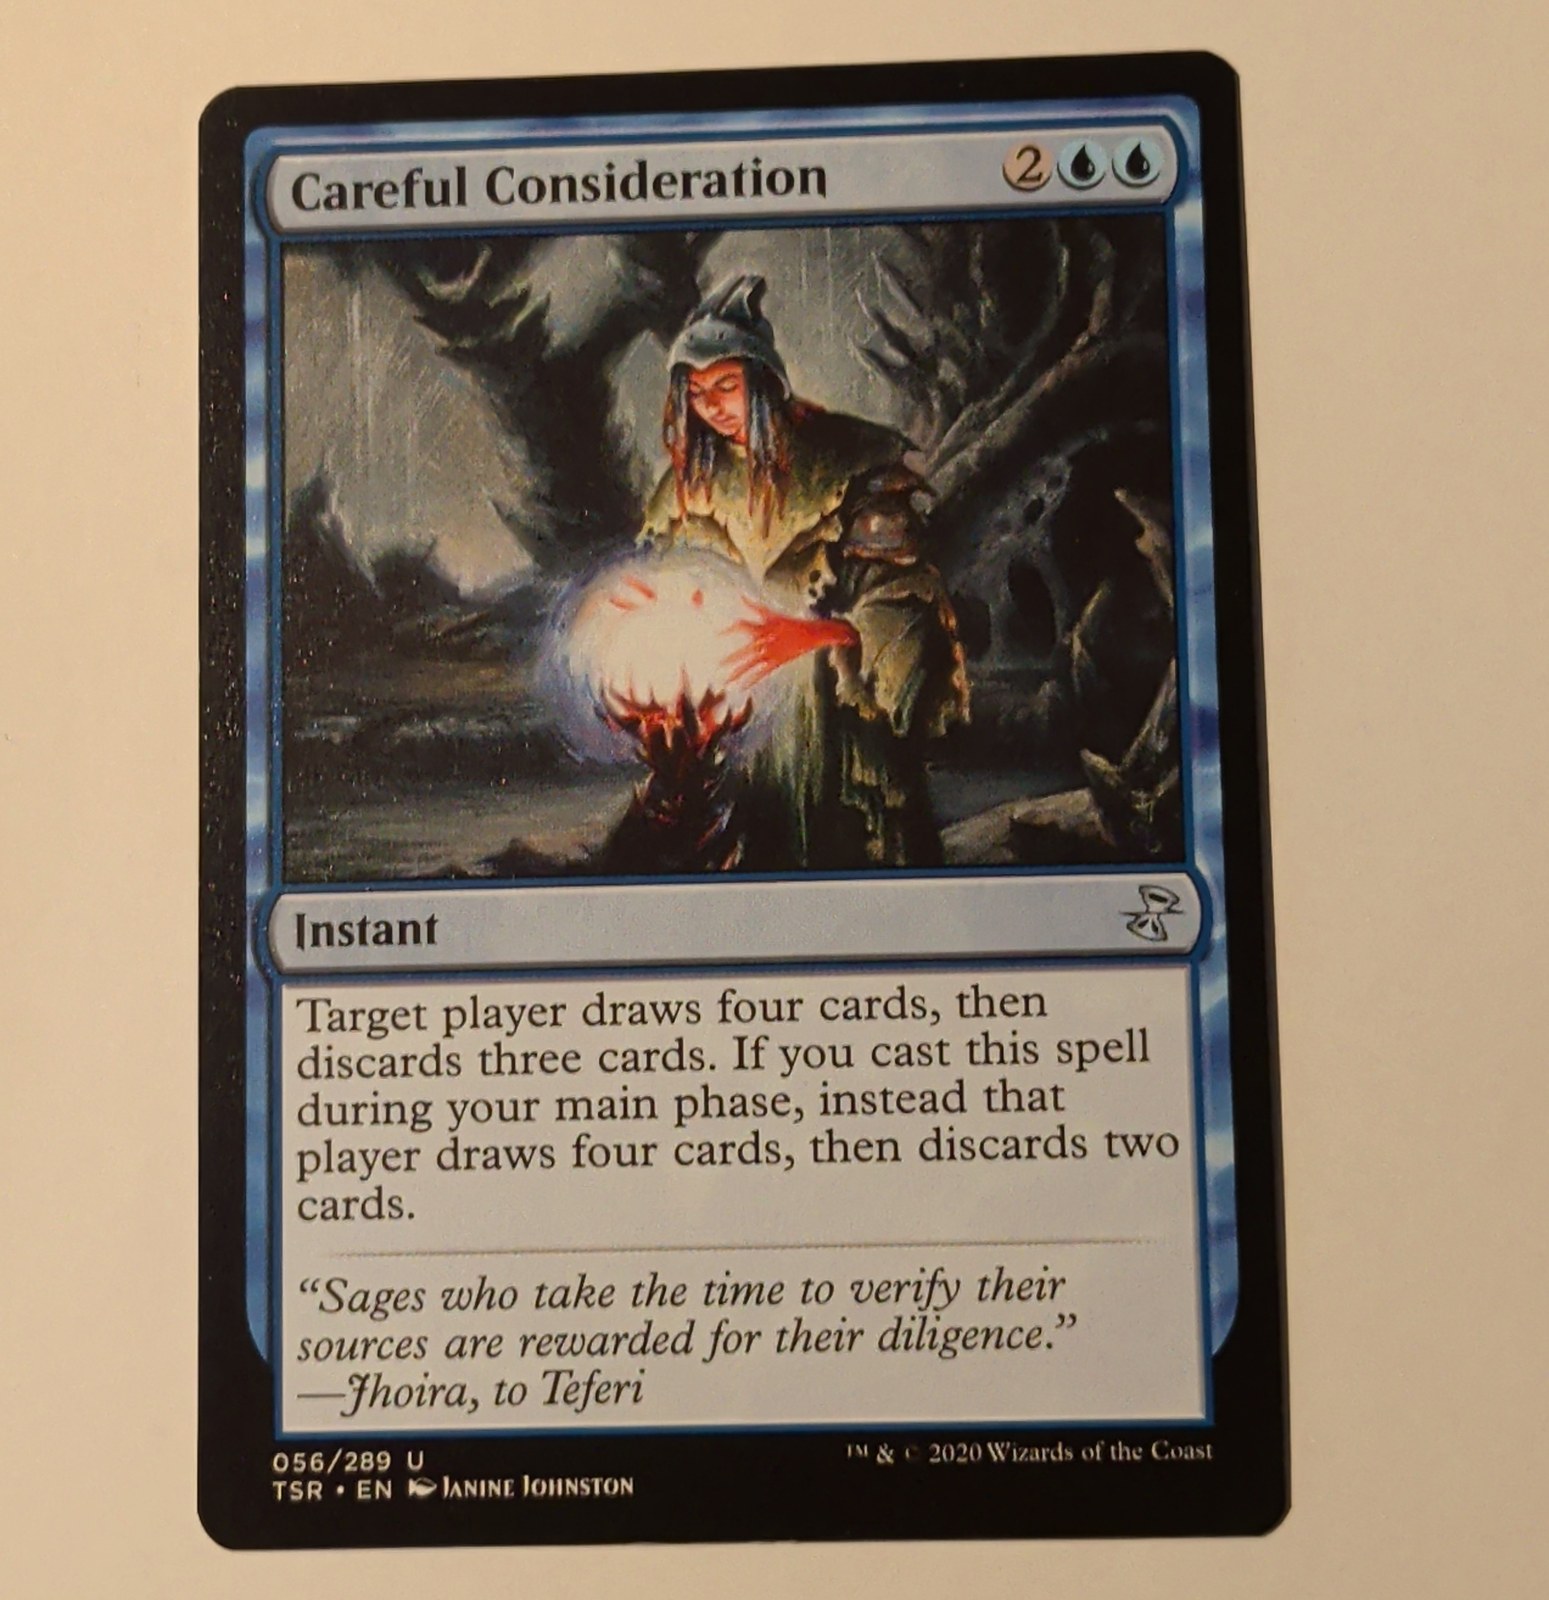 Careful Consideration 2
Instant
Target player draws four cards, then
discards three cards. If you cast this spell
during your main phase, instead that
player draws four cards, then discards two
cards.
“Sages who take the time to verify their
sources are rewarded for their diligence.”
—Jhoira, to Teferi
056/289 U
™ & © 2020 Wizards of the Coast
TSR • EN Janine Johnston